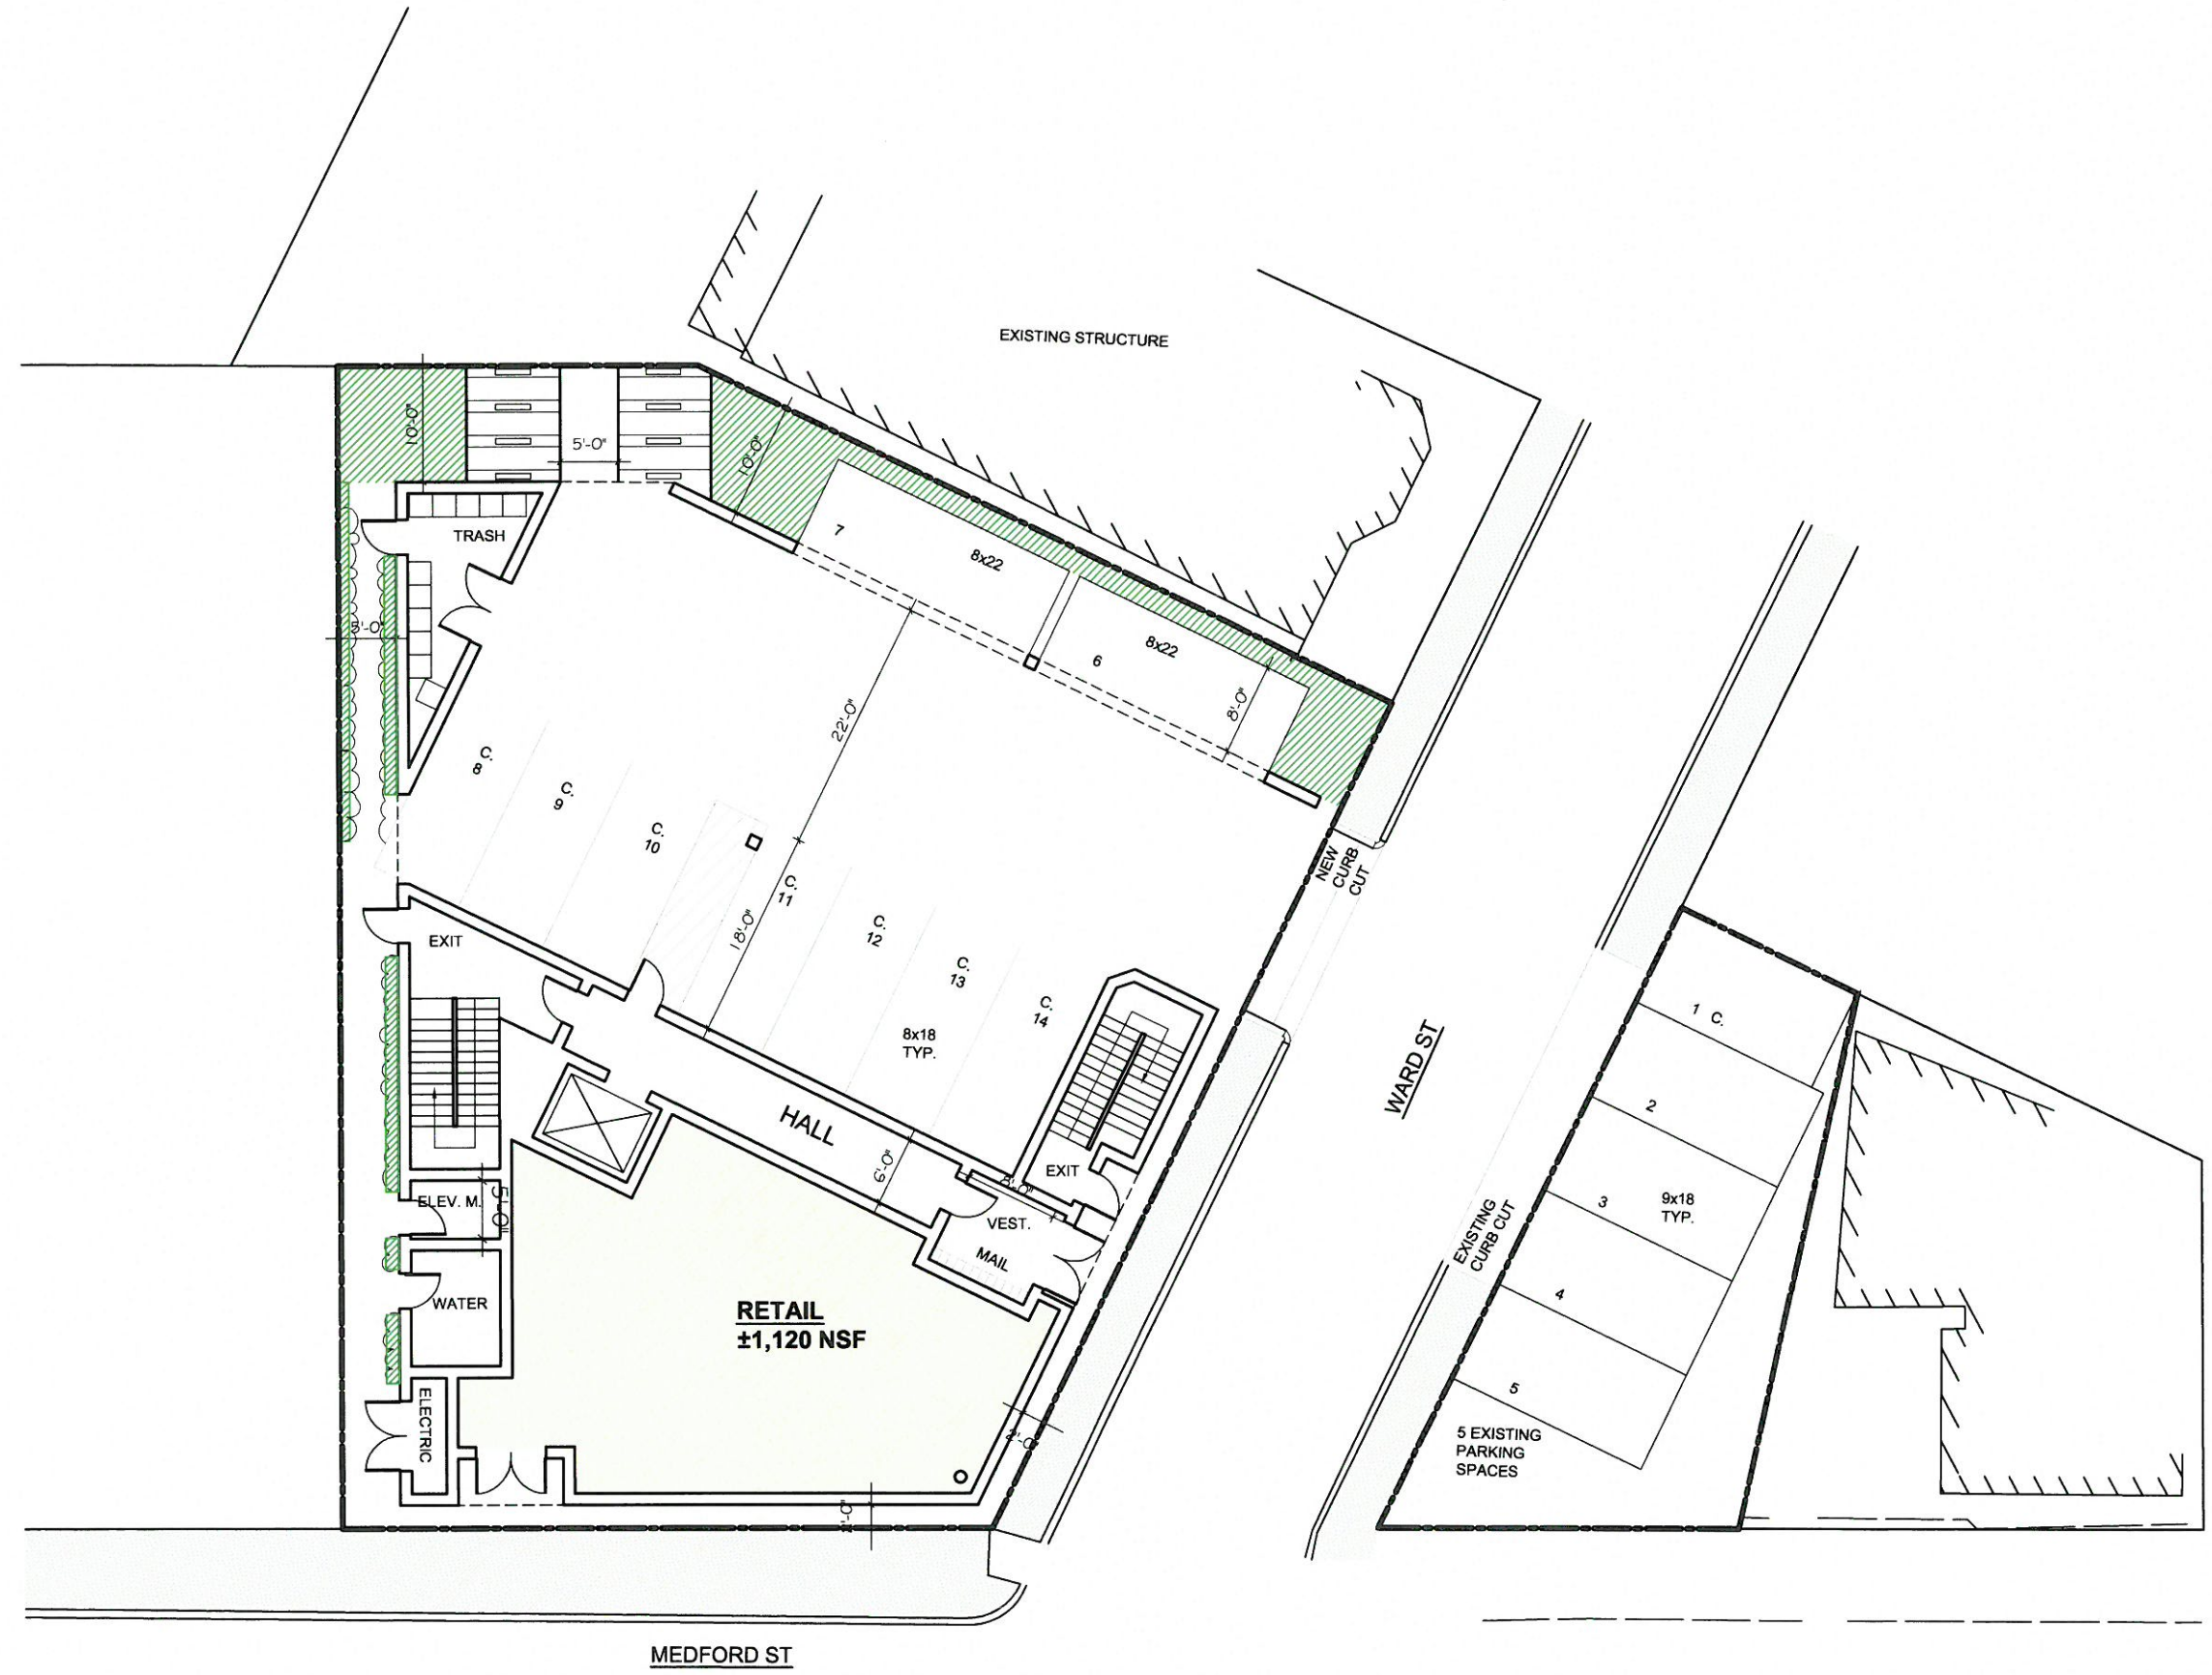 EXISTING STRUCTURE
10'-0"
5'-0"
10'-0"
TRASH
7
8x22
8x22
6
5'-0"
8'-0"
22'-0"
C.
8
C.
9
C.
10
C.
11
18'-0"
C.
12
C.
13
C.
14
8x18
TYP.
NEW
CURB
CUT
EXIT
HALL
6'-0"
EXIT
8'-0"
VEST.
MAIL
ELEV. M.
5'-0"
WATER
ELECTRIC
RETAIL
±1,120 NSF
2'-0"
WARD ST
EXISTING
CURB CUT
1 C.
2
3
9x18
TYP.
4
5
5 EXISTING
PARKING
SPACES
MEDFORD ST